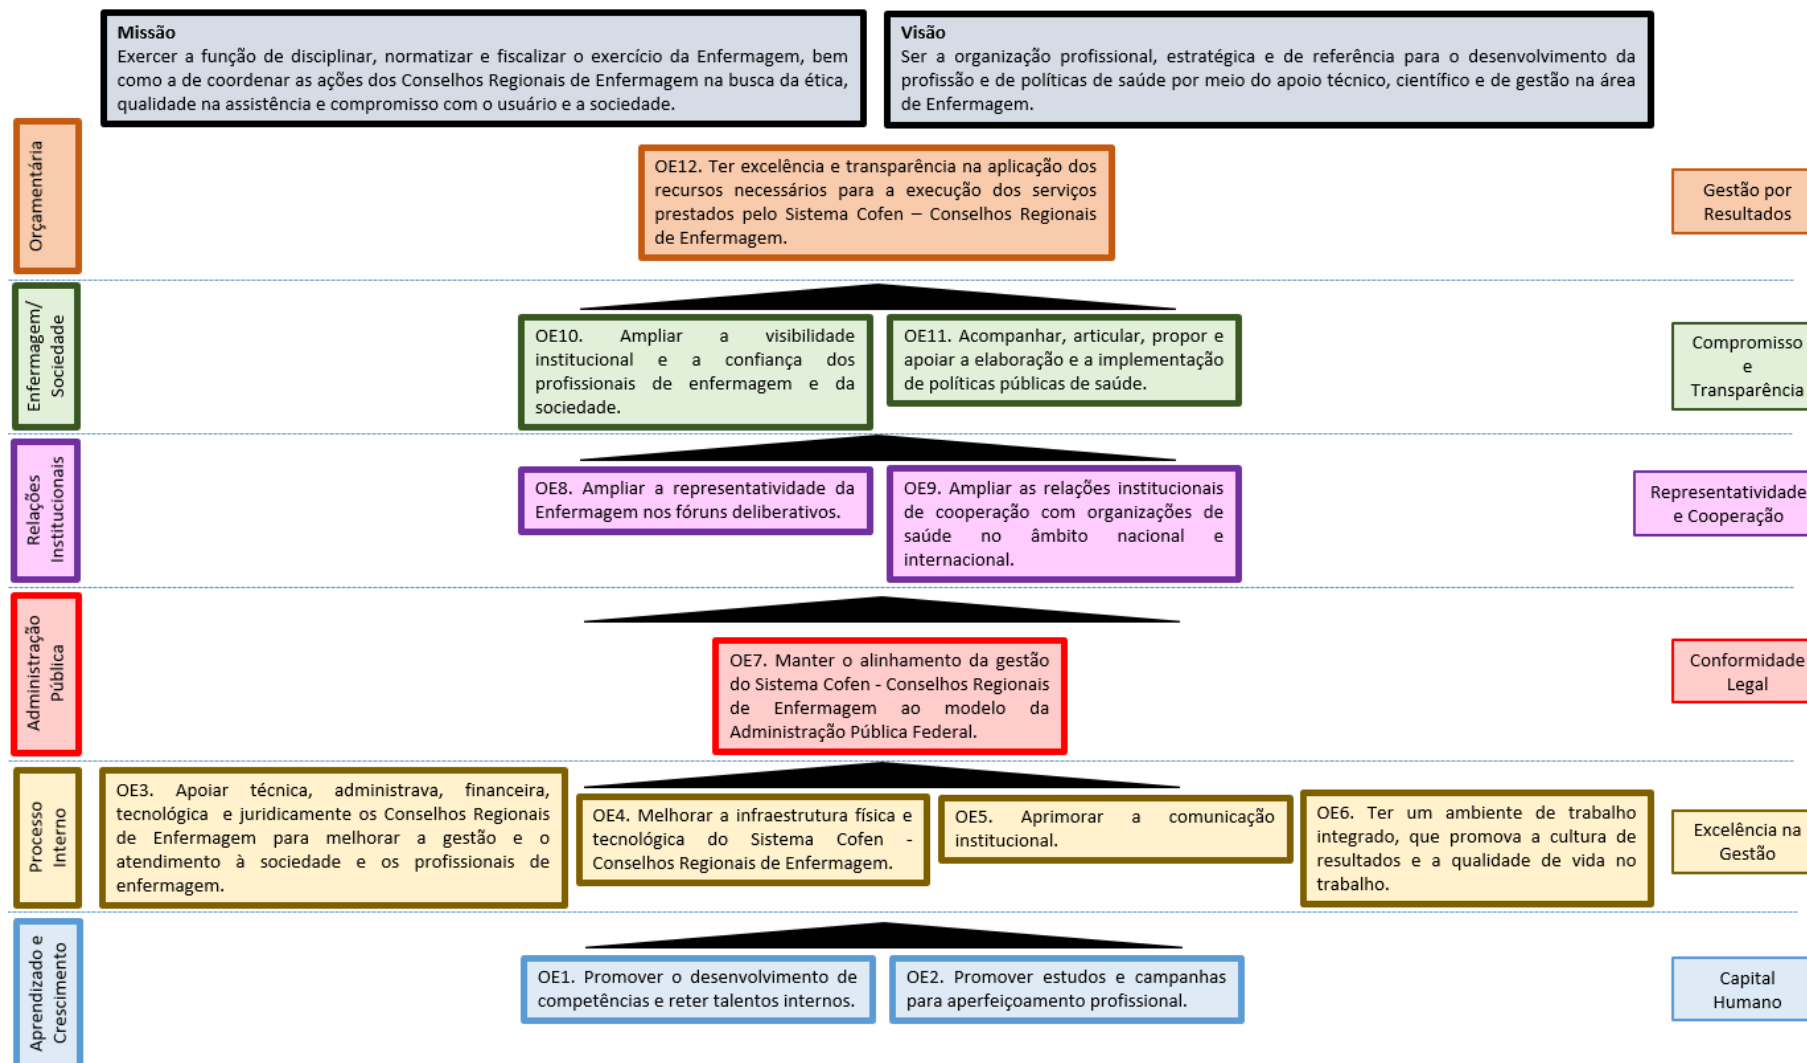 Missão
Exercer a função de disciplinar, normatizar e fiscalizar o exercício da Enfermagem, bem
como a de coordenar as ações dos Conselhos Regionais de Enfermagem na busca da ética,
qualidade na assistência e compromisso com o usuário e a sociedade.
Visão
Ser a organização profissional, estratégica e de referência para o desenvolvimento da
profissão e de políticas de saúde por meio do apoio técnico, científico e de gestão na área
de Enfermagem.
Orçamentária
OE12. Ter excelência e transparência na aplicação dos
recursos necessários para a execução dos serviços
prestados pelo Sistema Cofen – Conselhos Regionais
de Enfermagem.
Gestão por
Resultados
Enfermagem/
Sociedade
OE10. Ampliar a visibilidade
institucional e a confiança dos
profissionais de enfermagem e da
sociedade.
OE11. Acompanhar, articular, propor e
apoiar a elaboração e a implementação
de políticas públicas de saúde.
Compromisso
e
Transparência
Relações
Institucionais
OE8. Ampliar a representatividade da
Enfermagem nos fóruns deliberativos.
OE9. Ampliar as relações institucionais
de cooperação com organizações de
saúde no âmbito nacional e
internacional.
Representatividade
e Cooperação
Administração
Pública
OE7. Manter o alinhamento da gestão
do Sistema Cofen - Conselhos Regionais
de Enfermagem ao modelo da
Administração Pública Federal.
Conformidade
Legal
Processo
Interno
OE3. Apoiar técnica, administrava, financeira,
tecnológica e juridicamente os Conselhos Regionais
de Enfermagem para melhorar a gestão e o
atendimento à sociedade e os profissionais de
enfermagem.
OE4. Melhorar a infraestrutura física e
tecnológica do Sistema Cofen -
Conselhos Regionais de Enfermagem.
OE5. Aprimorar a comunicação
institucional.
OE6. Ter um ambiente de trabalho
integrado, que promova a cultura de
resultados e a qualidade de vida no
trabalho.
Excelência na
Gestão
Aprendizado e
Crescimento
OE1. Promover o desenvolvimento de
competências e reter talentos internos.
OE2. Promover estudos e campanhas
para aperfeiçoamento profissional.
Capital
Humano